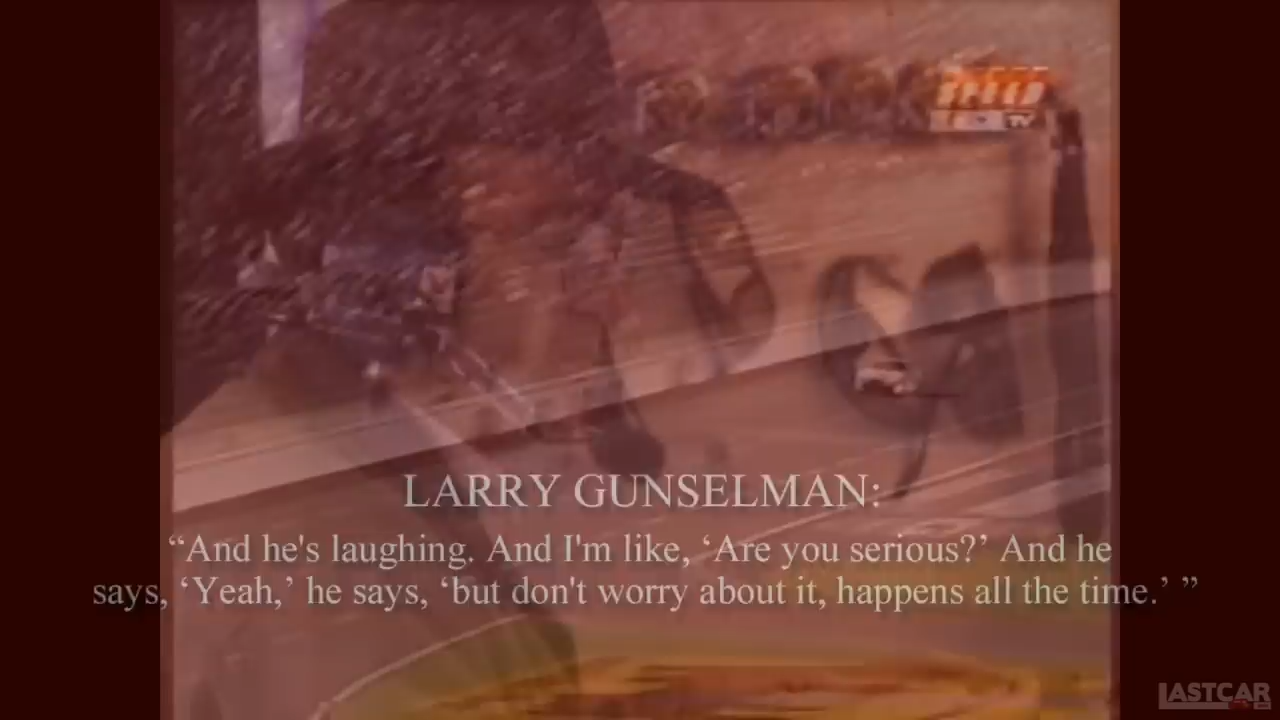 SPEED
TV
LARRY GUNSELMAN:
“And he's laughing. And I'm like, ‘Are you serious?’ And he
says, ‘Yeah,’ he says, ‘but don't worry about it, happens all the time.’ ”
LASTCAR